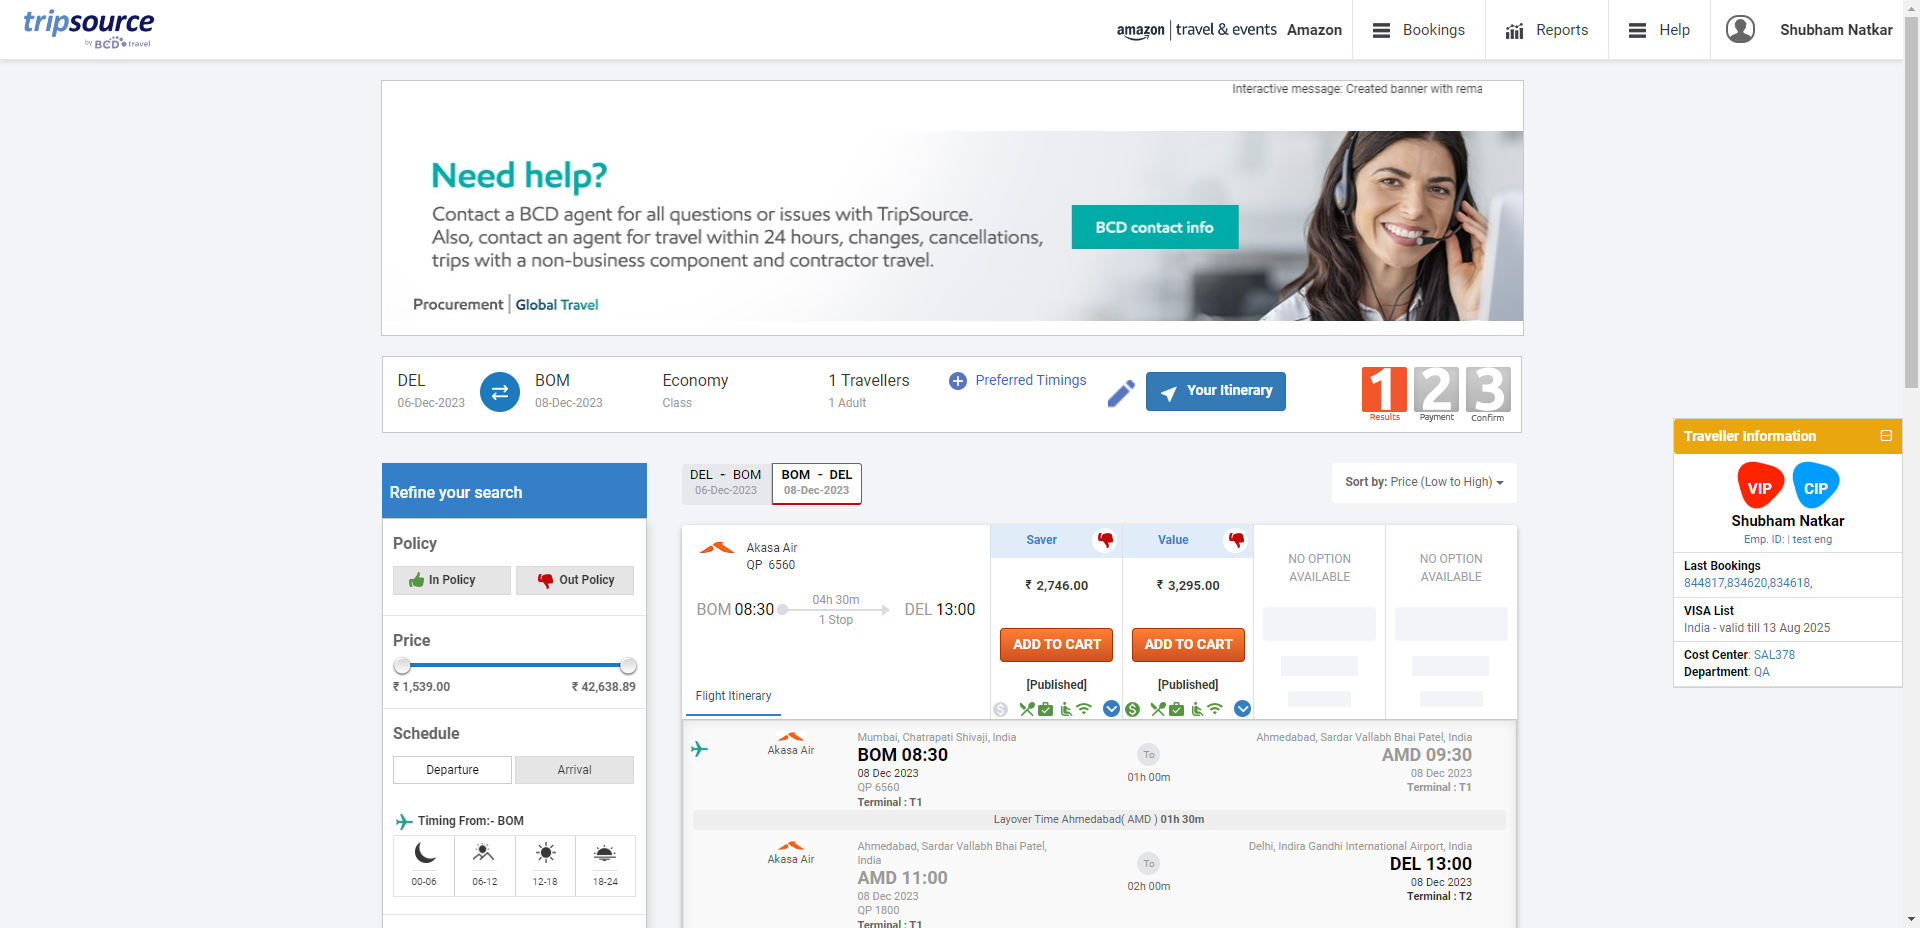 tripsource
by BCD travel
amazon | travel & events Amazon
Bookings
Reports
Help
Shubham Natkar
Interactive message: Created banner with rema
Need help?
Contact a BCD agent for all questions or issues with TripSource.
Also, contact an agent for travel within 24 hours, changes, cancellations,
trips with a non-business component and contractor travel.
BCD contact info
Procurement | Global Travel
DEL
06-Dec-2023
BOM
08-Dec-2023
Economy
Class
1 Travellers
1 Adult
Preferred Timings
Your Itinerary
1 Results
2 Payment
3 Confirm
Traveller Information
VIP CIP
Shubham Natkar
Emp. ID: | test eng
Last Bookings
844817,834620,834618,
VISA List
India - valid till 13 Aug 2025
Cost Center: SAL378
Department: QA
Refine your search
Policy
In Policy
Out Policy
Price
₹ 1,539.00
₹ 42,638.89
Schedule
Departure
Arrival
Timing From:- BOM
00-06
06-12
12-18
18-24
DEL - BOM
06-Dec-2023
BOM - DEL
08-Dec-2023
Sort by: Price (Low to High)
Akasa Air
QP 6560
BOM 08:30
04h 30m
1 Stop
DEL 13:00
Flight Itinerary
Saver
₹ 2,746.00
ADD TO CART
[Published]
Value
₹ 3,295.00
ADD TO CART
[Published]
NO OPTION
AVAILABLE
NO OPTION
AVAILABLE
Akasa Air
Mumbai, Chatrapati Shivaji, India
BOM 08:30
08 Dec 2023
QP 6560
Terminal : T1
To
01h 00m
Ahmedabad, Sardar Vallabh Bhai Patel, India
AMD 09:30
08 Dec 2023
Terminal : T1
Layover Time Ahmedabad( AMD ) 01h 30m
Akasa Air
Ahmedabad, Sardar Vallabh Bhai Patel,
India
AMD 11:00
08 Dec 2023
QP 1800
Terminal : T1
To
02h 00m
Delhi, Indira Gandhi International Airport, India
DEL 13:00
08 Dec 2023
Terminal : T2